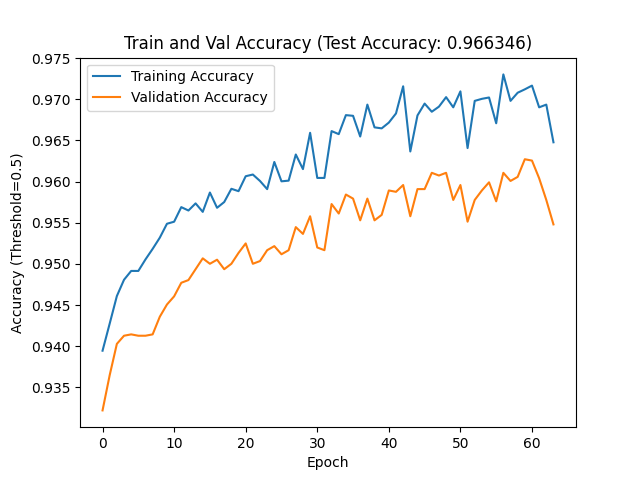 Train and Val Accuracy (Test Accuracy: 0.966346)
Training Accuracy
Validation Accuracy
0.975
0.970
0.965
0.960
0.955
0.950
0.945
0.940
0.935
Accuracy (Threshold=0.5)
0 10 20 30 40 50 60
Epoch